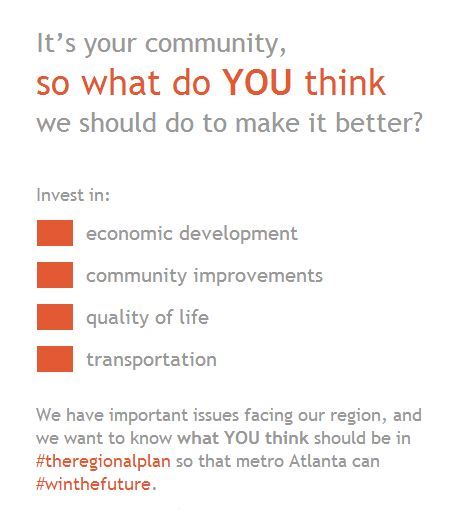 It's your community,
so what do YOU think
we should do to make it better?
Invest in:
economic development
community improvements
quality of life
transportation
We have important issues facing our region, and
we want to know what YOU think should be in
#theregionalplan so that metro Atlanta can
#winthefuture.